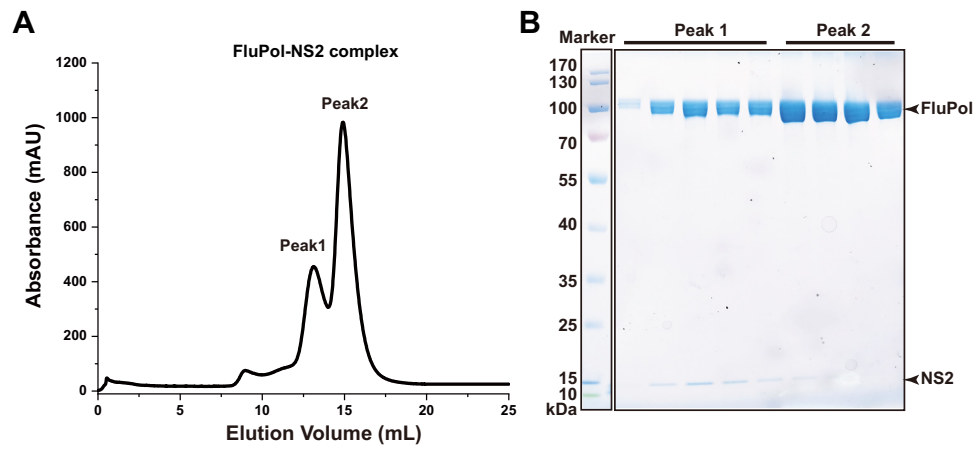 A
FluPol-NS2 complex
1200
1000
800
600
400
200
0
Absorbance (mAU)
Peak1
Peak2
0 5 10 15 20 25
Elution Volume (mL)
B
Marker Peak 1 Peak 2
170
130
100
70
55
40
35
25
15
10
kDa
FluPol
NS2